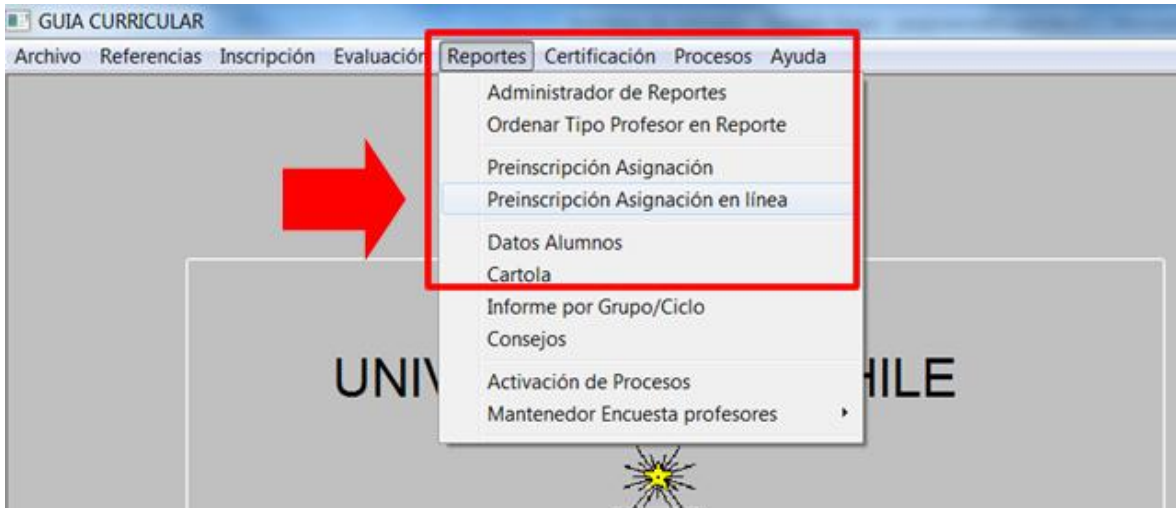 GUIA CURRICULAR
Archivo Referencias Inscripción Evaluación Reportes Certificación Procesos Ayuda
Administrador de Reportes
Ordenar Tipo Profesor en Reporte
Preinscripción Asignación
Preinscripción Asignación en línea
Datos Alumnos
Cartola
Informe por Grupo/Ciclo
Consejos
Activación de Procesos
Mantenedor Encuesta profesores